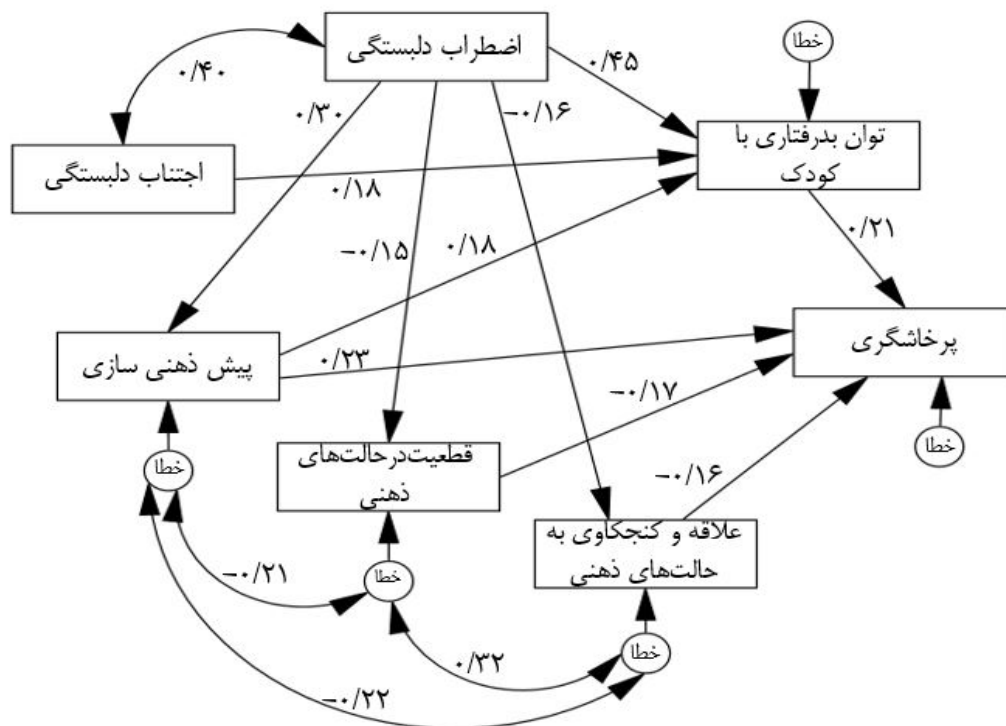 اضطراب دلبستگی
خطا
۰/۴۰
۰/۴۵
۰/۳۰
−۰/۱۶
توان بدرفتاری با
کودک
اجتناب دلبستگی
۰/۱۸
۰/۲۱
−۰/۱۵
۰/۱۸
پرخاشگری
پیش ذهنی سازی
۰/۲۳
−۰/۱۷
خطا
قطعیت‌درحالت‌های
ذهنی
خطا
−۰/۱۶
علاقه و کنجکاوی به
حالت‌های ذهنی
−۰/۲۱
خطا
خطا
۰/۳۲
−۰/۲۲